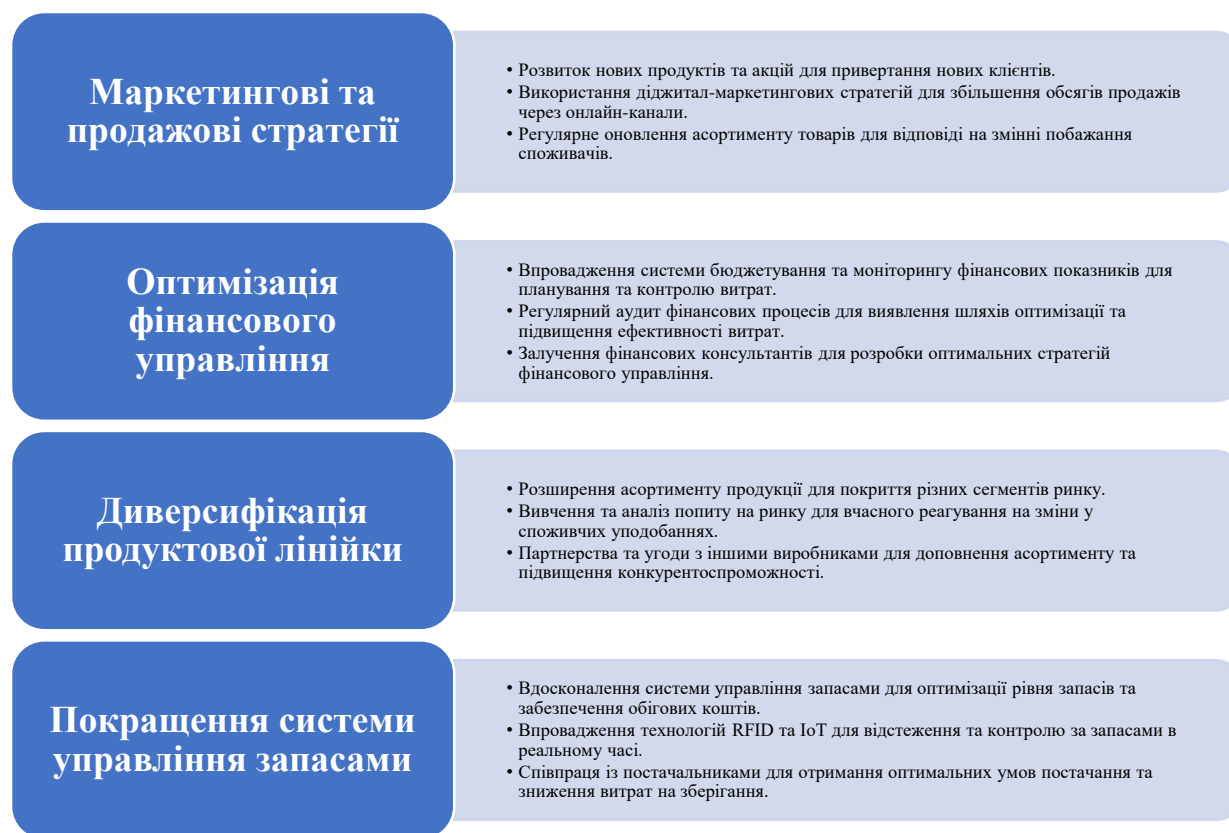 Маркетингові та
продажові стратегії
• Розвиток нових продуктів та акцій для привертання нових клієнтів.
• Використання діджитал-маркетингових стратегій для збільшення обсягів продажів
через онлайн-канали.
• Регулярне оновлення асортименту товарів для відповіді на змінні побажання
споживачів.
Оптимізація
фінансового
управління
• Впровадження системи бюджетування та моніторингу фінансових показників для
планування та контролю витрат.
• Регулярний аудит фінансових процесів для виявлення шляхів оптимізації та
підвищення ефективності витрат.
• Залучення фінансових консультантів для розробки оптимальних стратегій
фінансового управління.
Диверсифікація
продуктової лінійки
• Розширення асортименту продукції для покриття різних сегментів ринку.
• Вивчення та аналіз попиту на ринку для вчасного реагування на зміни у
споживчих уподобаннях.
• Партнерства та угоди з іншими виробниками для доповнення асортименту та
підвищення конкурентоспроможності.
Покращення системи
управління запасами
• Вдосконалення системи управління запасами для оптимізації рівня запасів та
забезпечення обігових коштів.
• Впровадження технологій RFID та IoT для відстеження та контролю за запасами в
реальному часі.
• Співпраця із постачальниками для отримання оптимальних умов постачання та
зниження витрат на зберігання.